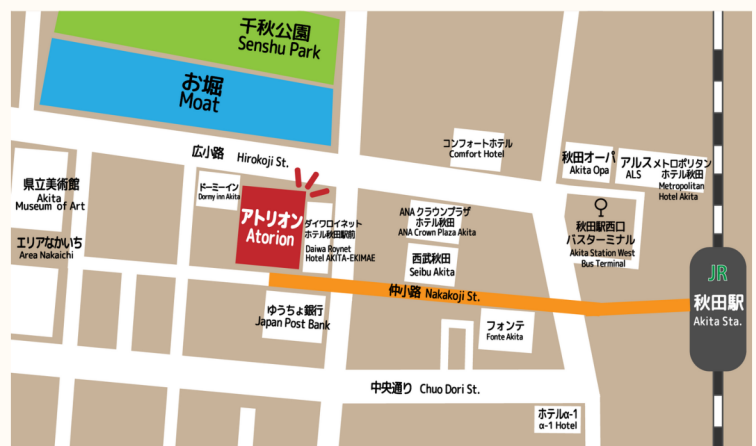 千秋公園
Senshu Park
お堀
Moat
広小路 Hirokoji St.
コンフォートホテル
Comfort Hotel
秋田オーパ
Akita Opa
アルス
ALS
メトロポリタン
ホテル秋田
Metropolitan
Hotel Akita
県立美術館
Akita
Museum of Art
ドーミーイン
Dormy inn Akita
アトリオン
Atorion
ダイワロイネット
ホテル秋田駅前
Daiwa Roynet
Hotel AKITA-EKIMAE
ANA クラウンプラザ
ホテル秋田
ANA Crown Plaza Akita
秋田駅西口
バスターミナル
Akita Station West
Bus Terminal
エリアなかいち
Area Nakaichi
西武秋田
Seibu Akita
JR
秋田駅
Akita Sta.
仲小路 Nakakoji St.
ゆうちょ銀行
Japan Post Bank
フォンテ
Fonte Akita
中央通り Chuo Dori St.
ホテルα-1
α-1 Hotel